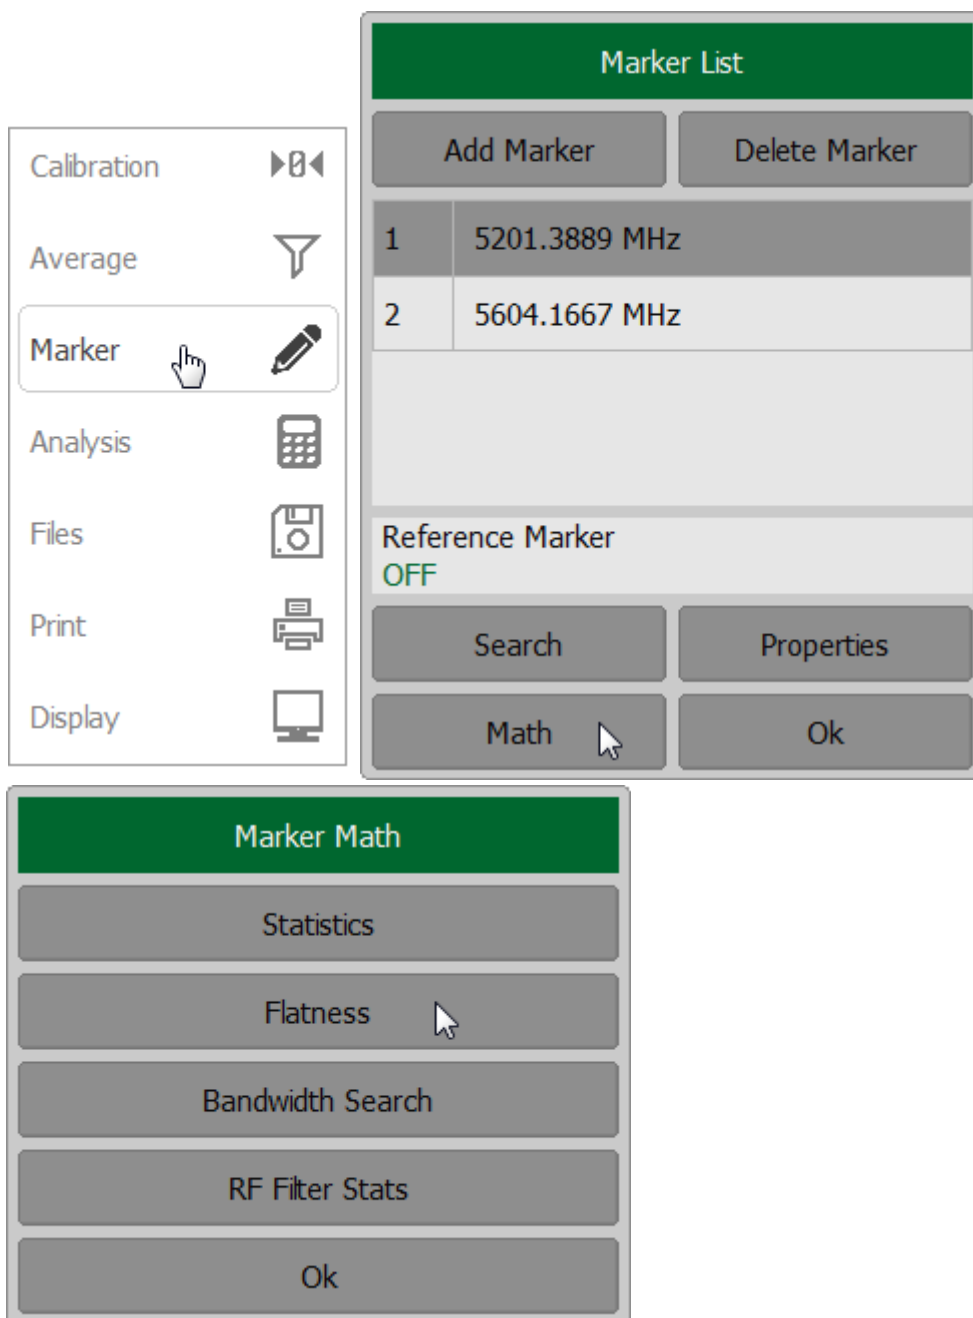 Calibration
Average
Marker
Analysis
Files
Print
Display
Marker List
Add Marker Delete Marker
1 5201.3889 MHz
2 5604.1667 MHz
Reference Marker
OFF
Search Properties
Math Ok
Marker Math
Statistics
Flatness
Bandwidth Search
RF Filter Stats
Ok